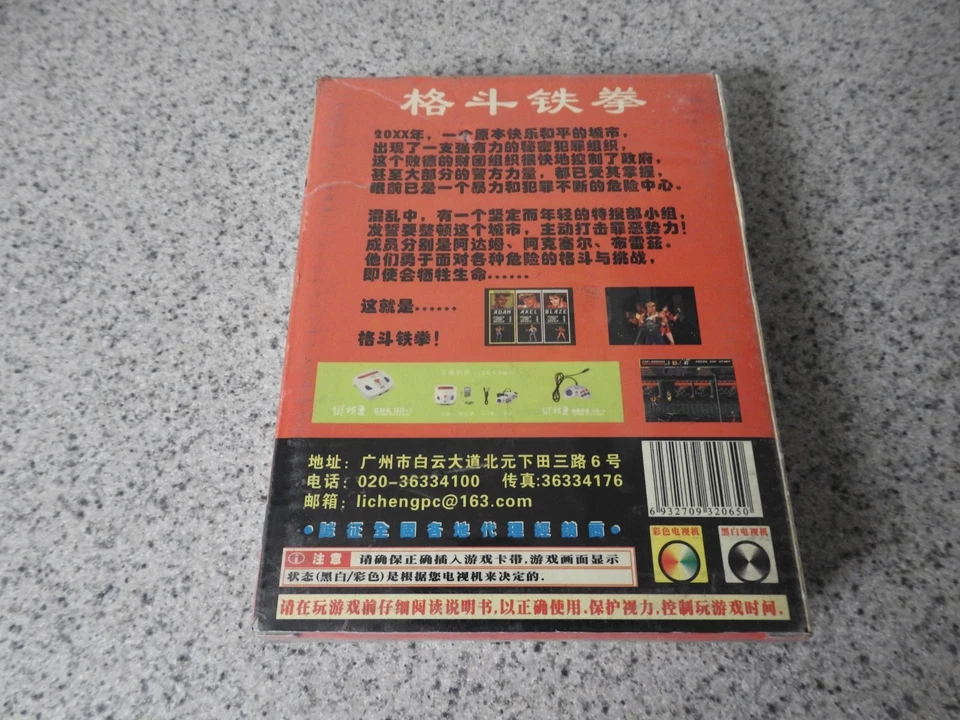 格斗铁拳
20XX年，一个原本快乐和平的城市，
出现了一支强有力的秘密犯罪组织，
这个败德的财团组织很快地控制了政府，
甚至大部分的警方力量，都已受其掌握，
眼前已是一个暴力和犯罪不断的危险中心。
混乱中，有一个坚定而年轻的特搜部小组，
发誓要整顿这个城市，主动打击罪恶势力！
成员分别是阿达姆、阿克塞尔、布雷兹。
他们勇于面对各种危险的格斗与挑战，
即使会牺牲生命······
这就是······
格斗铁拳！
ADAM AXEL BLAZE
地址：广州市白云大道北元下田三路6号
电话：020-36334100 传真:36334176
邮箱：lichengpc@163.com
6 932709 320650
•誠征全國各地代理經銷商•
彩色电视机 黑白电视机
注意 请确保正确插入游戏卡带,游戏画面显示
状态(黑白/彩色)是根据您电视机来决定的.
请在玩游戏前仔细阅读说明书,以正确使用.保护视力,控制玩游戏时间.